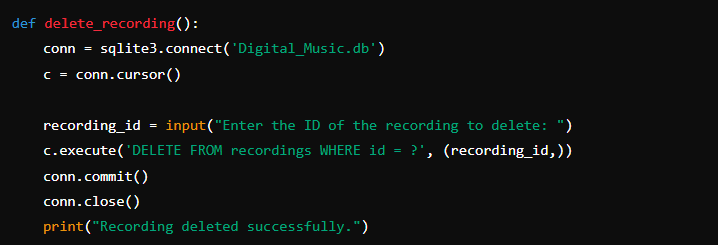 def delete_recording():
    conn = sqlite3.connect('Digital_Music.db')
    c = conn.cursor()

    recording_id = input("Enter the ID of the recording to delete: ")
    c.execute('DELETE FROM recordings WHERE id = ?', (recording_id,))
    conn.commit()
    conn.close()
    print("Recording deleted successfully.")